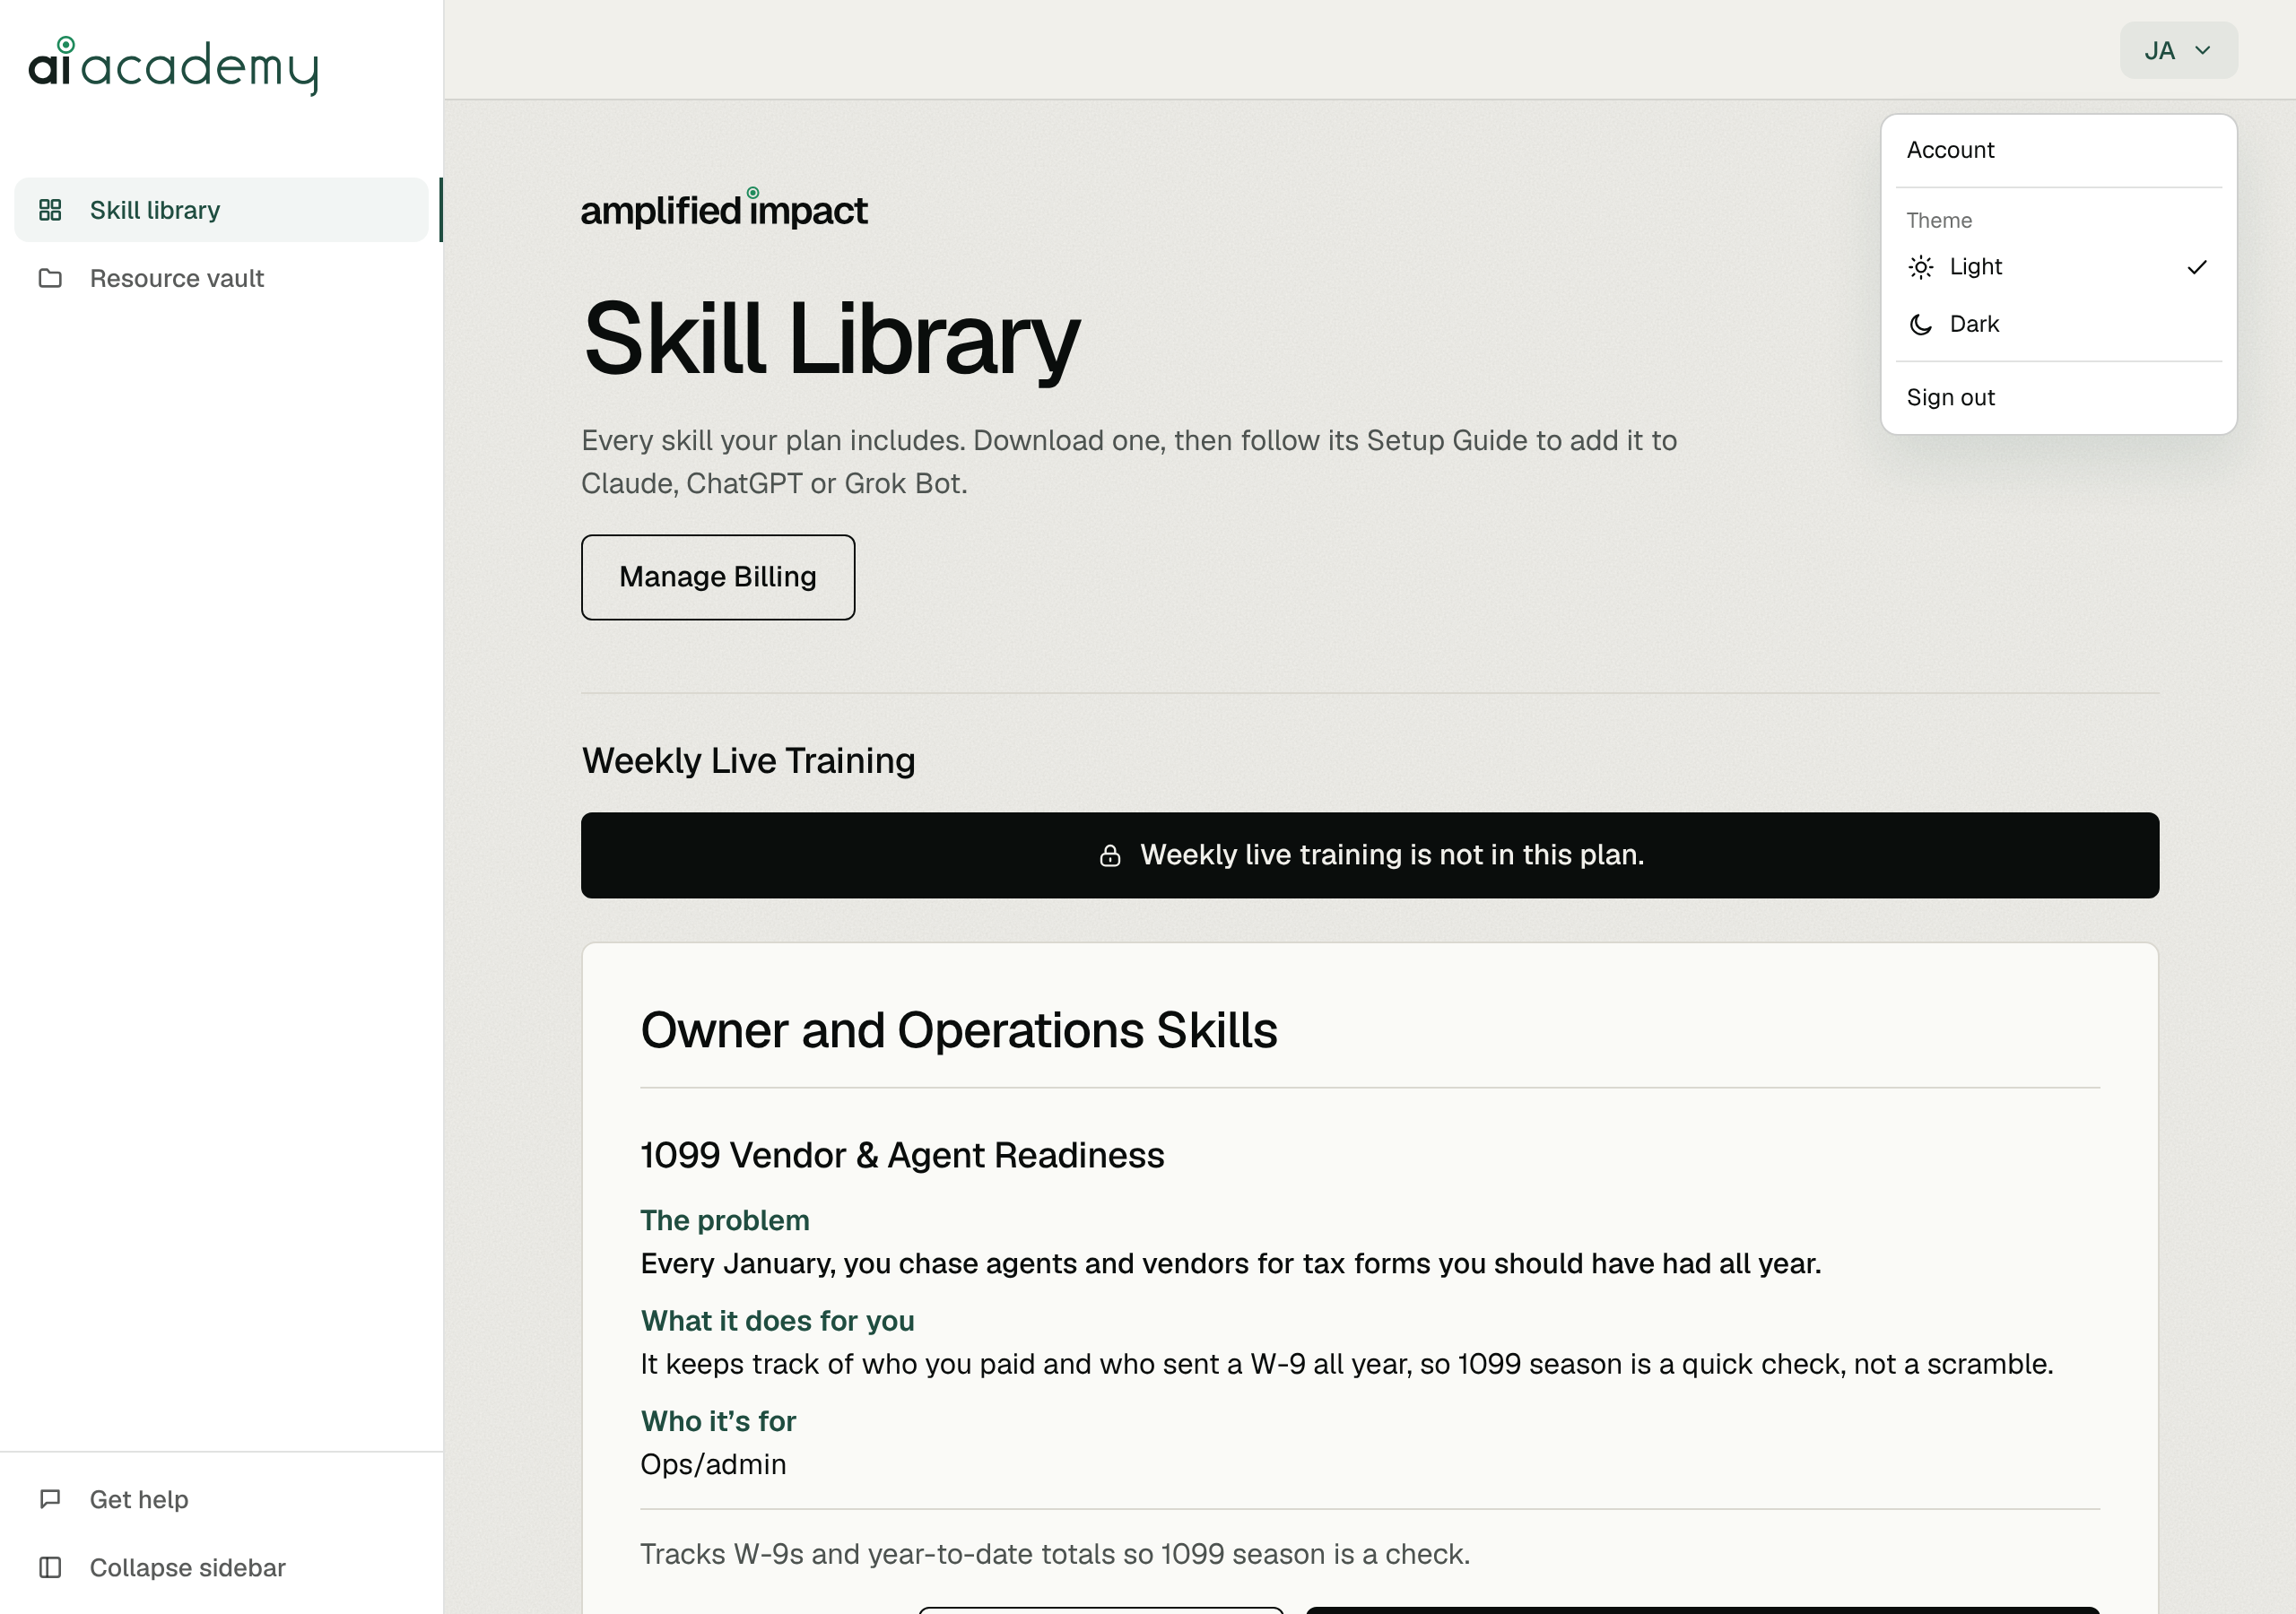 ai academy
JA
Skill library
Resource vault
Account
Theme
Light
Dark
Sign out
amplified impact
Skill Library
Every skill your plan includes. Download one, then follow its Setup Guide to add it to
Claude, ChatGPT or Grok Bot.
Manage Billing
Weekly Live Training
Weekly live training is not in this plan.
Owner and Operations Skills
1099 Vendor & Agent Readiness
The problem
Every January, you chase agents and vendors for tax forms you should have had all year.
What it does for you
It keeps track of who you paid and who sent a W-9 all year, so 1099 season is a quick check, not a scramble.
Who it’s for
Ops/admin
Tracks W-9s and year-to-date totals so 1099 season is a check.
Get help
Collapse sidebar